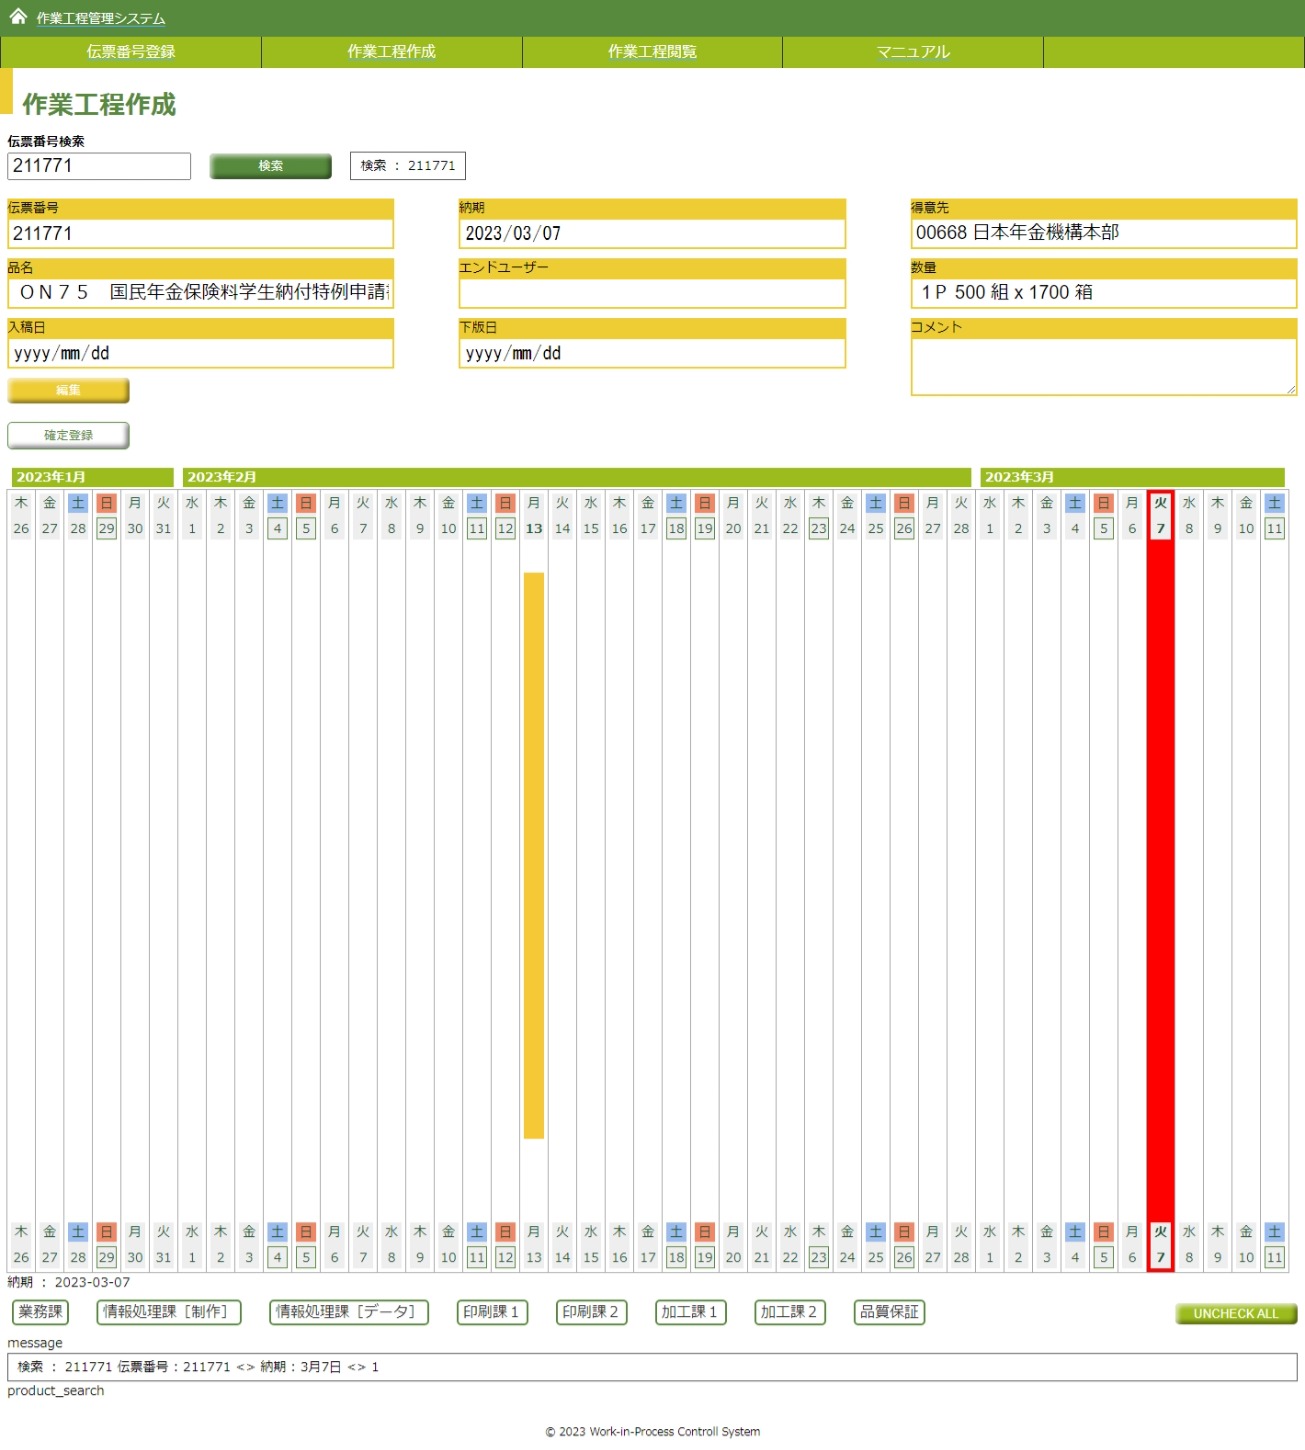 作業工程管理システム
伝票番号登録 作業工程作成 作業工程閲覧 マニュアル
作業工程作成
伝票番号検索
211771 検索 検索 ： 211771
伝票番号 納期 得意先
211771 2023/03/07 00668 日本年金機構本部
品名 エンドユーザー 数量
ＯＮ７５　国民年金保険料学生納付特例申請 1Ｐ 500 組 x 1700 箱
入稿日 下版日 コメント
yyyy/mm/dd yyyy/mm/dd
編集
確定登録
2023年1月 2023年2月 2023年3月
木 金 土 日 月 火 水 木 金 土 日 月 火 水 木 金 土 日 月 火 水 木 金 土 日 月 火 水 木 金 土 日 月 火 水 木 金 土 日 月 火 水 木 金 土
26 27 28 29 30 31 1 2 3 4 5 6 7 8 9 10 11 12 13 14 15 16 17 18 19 20 21 22 23 24 25 26 27 28 1 2 3 4 5 6 7 8 9 10 11
木 金 土 日 月 火 水 木 金 土 日 月 火 水 木 金 土 日 月 火 水 木 金 土 日 月 火 水 木 金 土 日 月 火 水 木 金 土 日 月 火 水 木 金 土
26 27 28 29 30 31 1 2 3 4 5 6 7 8 9 10 11 12 13 14 15 16 17 18 19 20 21 22 23 24 25 26 27 28 1 2 3 4 5 6 7 8 9 10 11
納期 ： 2023-03-07
業務課 情報処理課［制作］ 情報処理課［データ］ 印刷課１ 印刷課２ 加工課１ 加工課２ 品質保証 UNCHECK ALL
message
検索 ： 211771 伝票番号：211771 <> 納期：3月7日 <> 1
product_search
© 2023 Work-in-Process Controll System